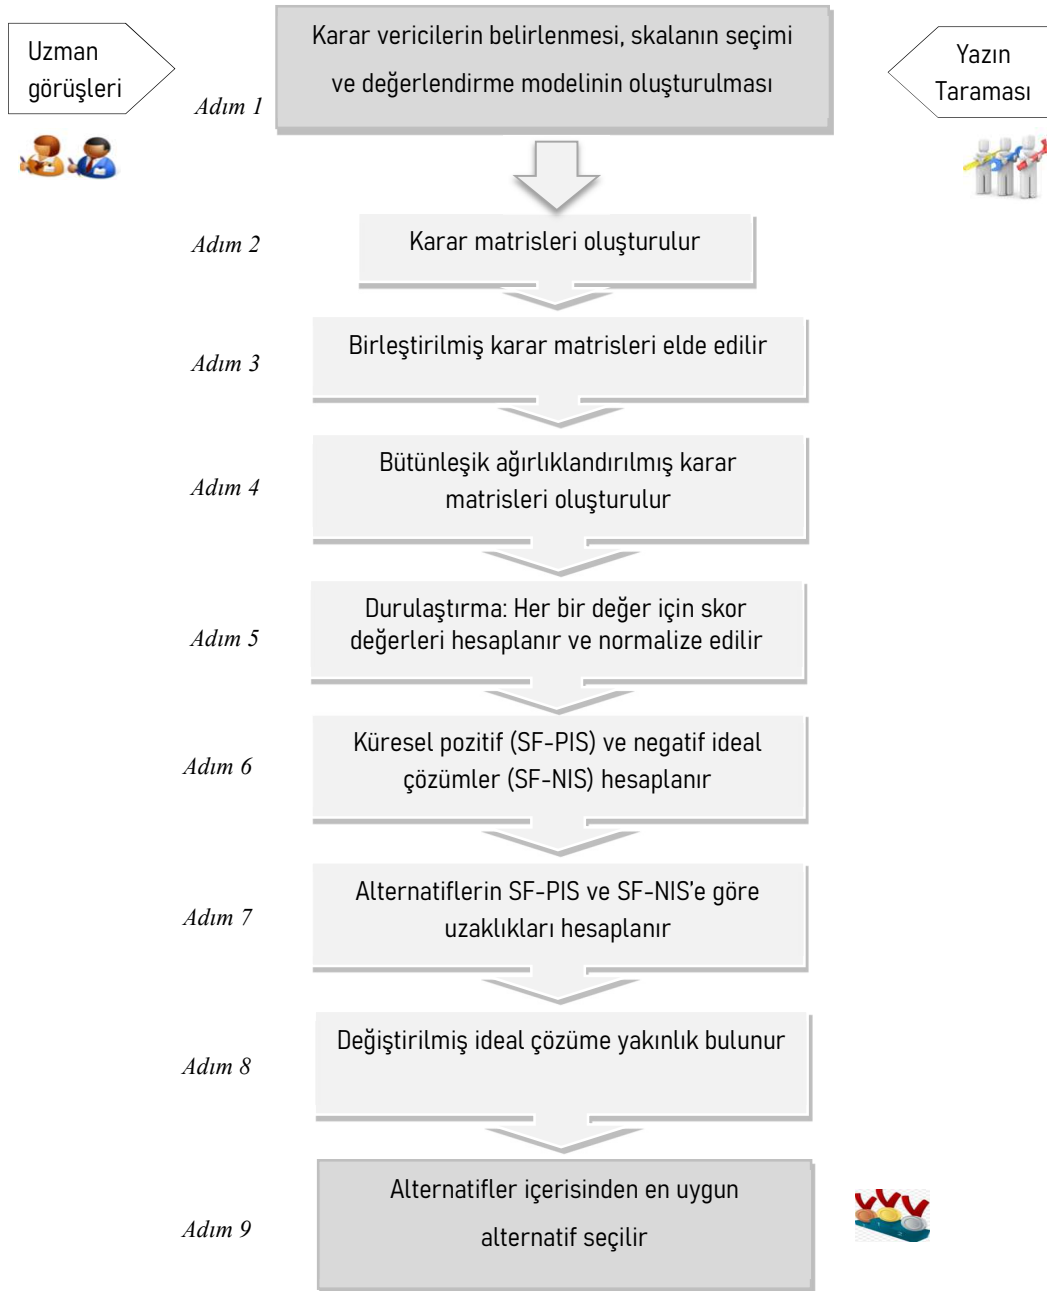 Uzman
görüşleri
Karar vericilerin belirlenmesi, skalanın seçimi
ve değerlendirme modelinin oluşturulması
Yazın
Taraması
Adım 1
Adım 2
Karar matrisleri oluşturulur
Adım 3
Birleştirilmiş karar matrisleri elde edilir
Adım 4
Bütünleşik ağırlıklandırılmış karar
matrisleri oluşturulur
Adım 5
Durulaştırma: Her bir değer için skor
değerleri hesaplanır ve normalize edilir
Adım 6
Küresel pozitif (SF-PIS) ve negatif ideal
çözümler (SF-NIS) hesaplanır
Adım 7
Alternatiflerin SF-PIS ve SF-NIS’e göre
uzaklıkları hesaplanır
Adım 8
Değiştirilmiş ideal çözüme yakınlık bulunur
Adım 9
Alternatifler içerisinden en uygun
alternatif seçilir